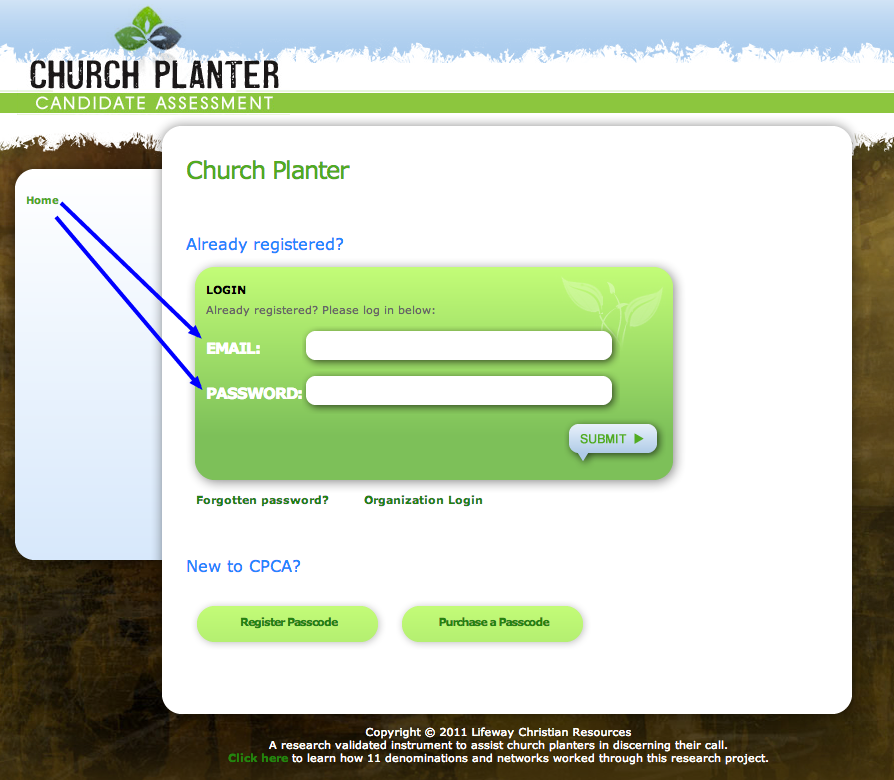 CHURCH PLANTER
CANDIDATE ASSESSMENT
Home
Church Planter
Already registered?
LOGIN
Already registered? Please log in below:
EMAIL:
PASSWORD:
SUBMIT
Forgotten password? Organization Login
New to CPCA?
Register Passcode Purchase a Passcode
Copyright © 2011 Lifeway Christian Resources
A research validated instrument to assist church planters in discerning their call.
Click here to learn how 11 denominations and networks worked through this research project.